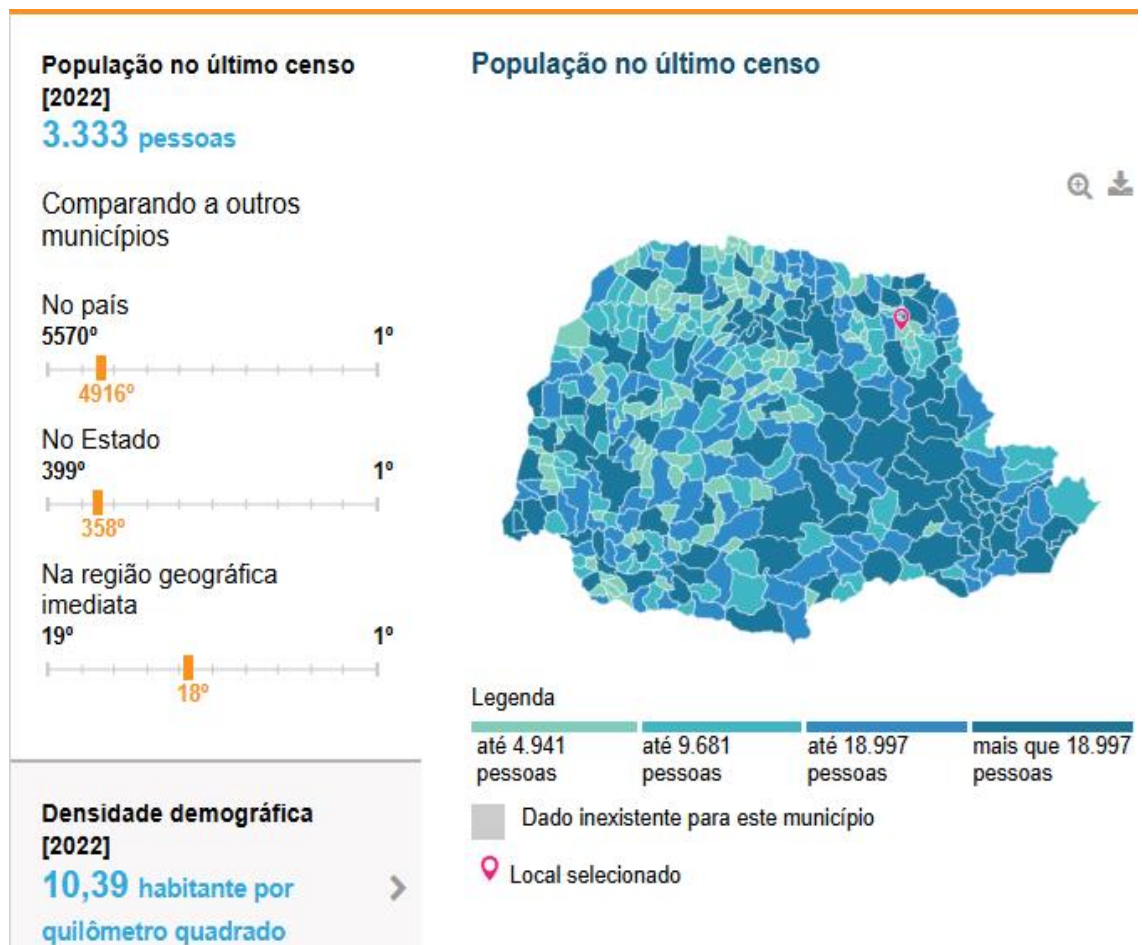 População no último censo
[2022]
3.333 pessoas
Comparando a outros
municípios
No país
5570º 1º
4916º
No Estado
399º 1º
358º
Na região geográfica
imediata
19º 1º
18º
Densidade demográfica
[2022]
10,39 habitante por
quilômetro quadrado
População no último censo
Legenda
até 4.941
pessoas
até 9.681
pessoas
até 18.997
pessoas
mais que 18.997
pessoas
Dado inexistente para este município
Local selecionado